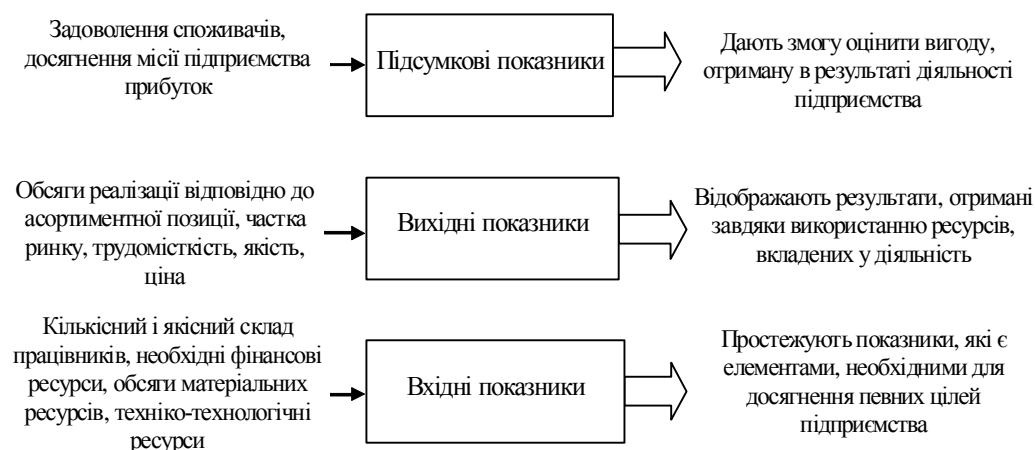 Задоволення споживачів,
досягнення місії підприємства
прибуток
Підсумкові показники
Дають змогу оцінити вигоду,
отриману в результаті діяльності
підприємства
Обсяги реалізації відповідно до
асортиментної позиції, частка
ринку, трудомісткість, якість,
ціна
Вихідні показники
Відображають результати, отримані
завдяки використанню ресурсів,
вкладених у діяльність
Кількісний і якісний склад
працівників, необхідні фінансові
ресурси, обсяги матеріальних
ресурсів, техніко-технологічні
ресурси
Вхідні показники
Простежують показники, які є
елементами, необхідними для
досягнення певних цілей
підприємства